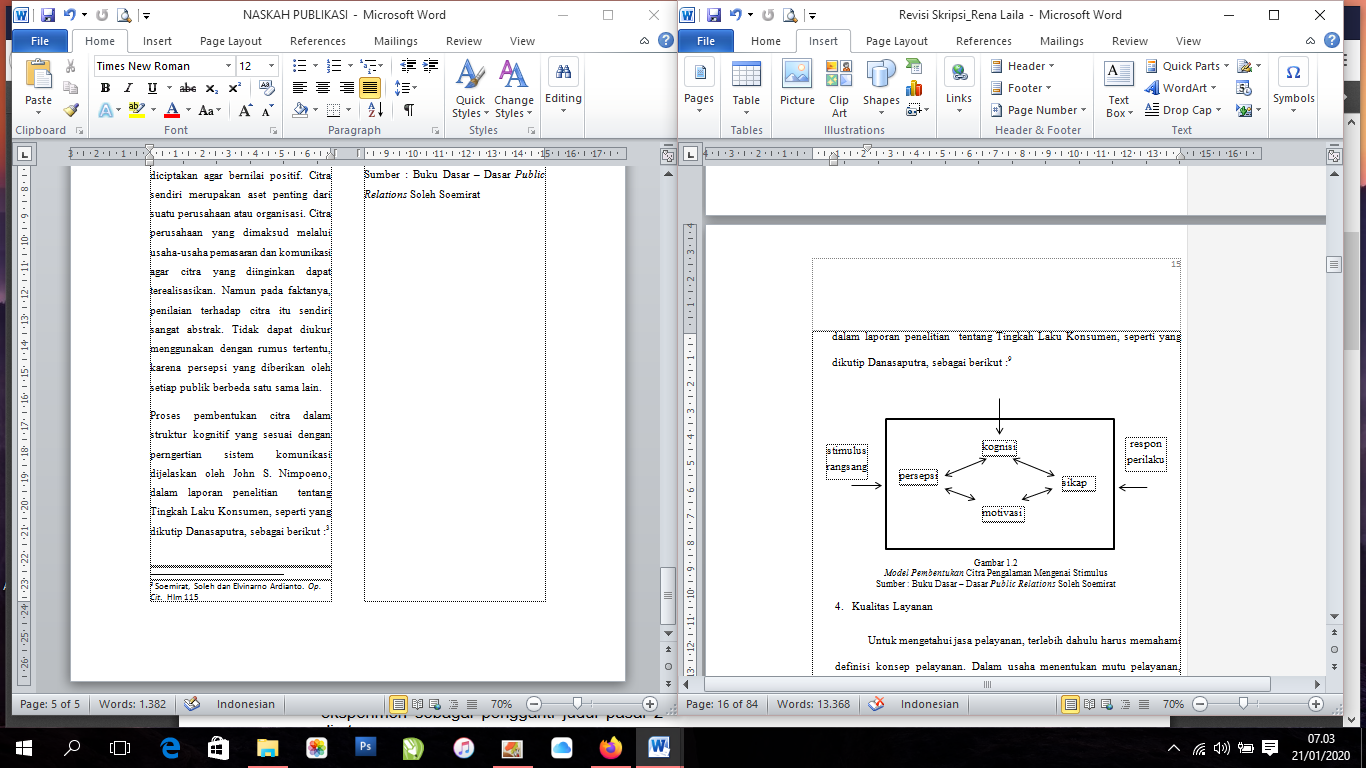 NASKAH PUBLIKASI - Microsoft Word
File Home Insert Page Layout References Mailings Review View
Paste
Times New Roman 12
Quick Styles
Change Styles
Editing
Clipboard Font Paragraph Styles
diciptakan agar bernilai positif. Citra
sendiri merupakan aset penting dari
suatu perusahaan atau organisasi. Citra
perusahaan yang dimaksud melalui
usaha-usaha pemasaran dan komunikasi
agar citra yang diinginkan dapat
terealisasikan. Namun pada faktanya,
penilaian terhadap citra itu sendiri
sangat abstrak. Tidak dapat diukur
menggunakan dengan rumus tertentu,
karena persepsi yang diberikan oleh
setiap publik berbeda satu sama lain.
Proses pembentukan citra dalam
struktur kognitif yang sesuai dengan
perngertian sistem komunikasi
dijelaskan oleh John S. Nimpoeno,
dalam laporan penelitian tentang
Tingkah Laku Konsumen, seperti yang
dikutip Danasaputra, sebagai berikut :3
Soemirat, Soleh dan Elvinarno Ardianto. Op.
Cit. Hlm 115
Sumber : Buku Dasar – Dasar Public
Relations Soleh Soemirat
Page: 5 of 5 Words: 1.382 Indonesian 70%
Revisi Skripsi_Rena Laila - Microsoft Word
File Home Insert Page Layout References Mailings Review View
Pages
Table
Picture
Clip Art
Shapes
Links
Header
Footer
Page Number
Text Box
Quick Parts
WordArt
Drop Cap
Symbols
Tables Illustrations Header & Footer Text
15
dalam laporan penelitian tentang Tingkah Laku Konsumen, seperti yang
dikutip Danasaputra, sebagai berikut :9
stimulus
rangsang
kognisi
persepsi
sikap
motivasi
respon
perilaku
Gambar 1.2
Model Pembentukan Citra Pengalaman Mengenai Stimulus
Sumber : Buku Dasar – Dasar Public Relations Soleh Soemirat
4. Kualitas Layanan
Untuk mengetahui jasa pelayanan, terlebih dahulu harus memahami
definisi konsep pelayanan. Dalam usaha menentukan mutu pelayanan,
Page: 16 of 84 Words: 13.368 Indonesian 70%
07.03
21/01/2020